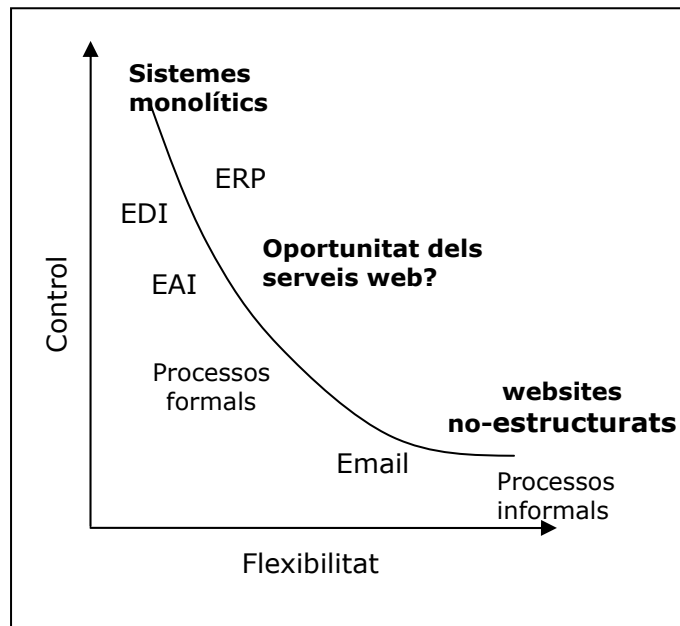 Sistemes
monolítics
ERP
EDI
Oportunitat dels
serveis web?
EAI
Control
Processos
formals
websites
no-estructurats
Email
Processos
informals
Flexibilitat